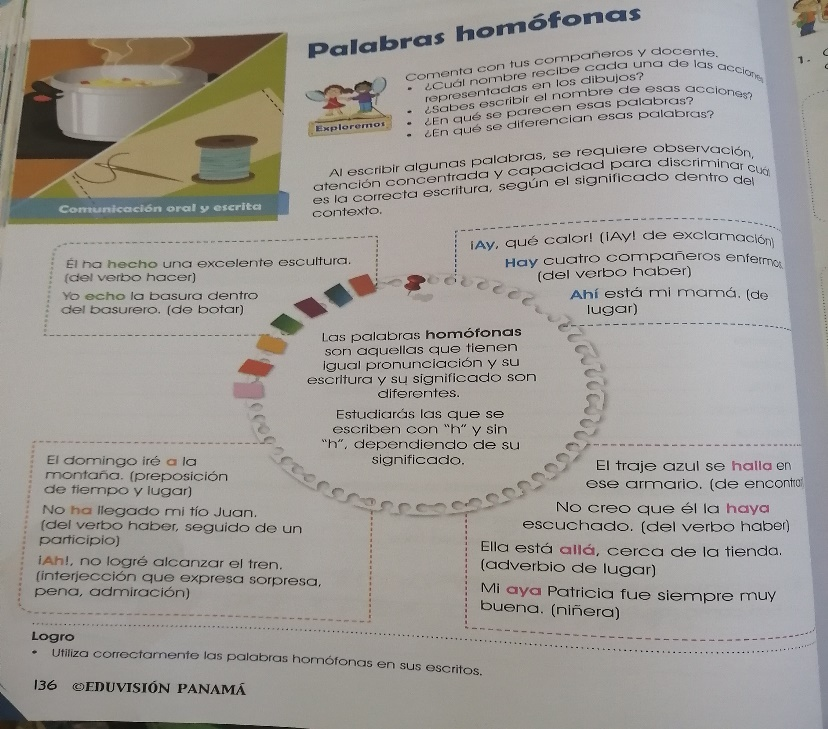 Palabras homófonas
Comenta con tus compañeros y docente.
• ¿Cuál nombre recibe cada una de las acciones
representadas en los dibujos?
• ¿Sabes escribir el nombre de esas acciones?
• ¿En qué se parecen esas palabras?
• ¿En qué se diferencian esas palabras?
Exploremos
Al escribir algunas palabras, se requiere observación,
atención concentrada y capacidad para discriminar cuál
es la correcta escritura, según el significado dentro del
contexto.
Comunicación oral y escrita
Él ha hecho una excelente escultura.
(del verbo hacer)
Yo echo la basura dentro
del basurero. (de botar)
¡Ay, qué calor! (¡Ay! de exclamación)
Hay cuatro compañeros enfermos.
(del verbo haber)
Ahí está mi mamá. (de
lugar)
Las palabras homófonas
son aquellas que tienen
igual pronunciación y su
escritura y su significado son
diferentes.
Estudiarás las que se
escriben con "h" y sin
"h", dependiendo de su
significado.
El domingo iré a la
montaña. (preposición
de tiempo y lugar)
No ha llegado mi tío Juan.
(del verbo haber, seguido de un
participio)
¡Ah!, no logré alcanzar el tren.
(interjección que expresa sorpresa,
pena, admiración)
El traje azul se halla en
ese armario. (de encontrar
No creo que él la haya
escuchado. (del verbo haber)
Ella está allá, cerca de la tienda.
(adverbio de lugar)
Mi aya Patricia fue siempre muy
buena. (niñera)
Logro
• Utiliza correctamente las palabras homófonas en sus escritos.
136 ©EDUVISIÓN PANAMÁ
1.